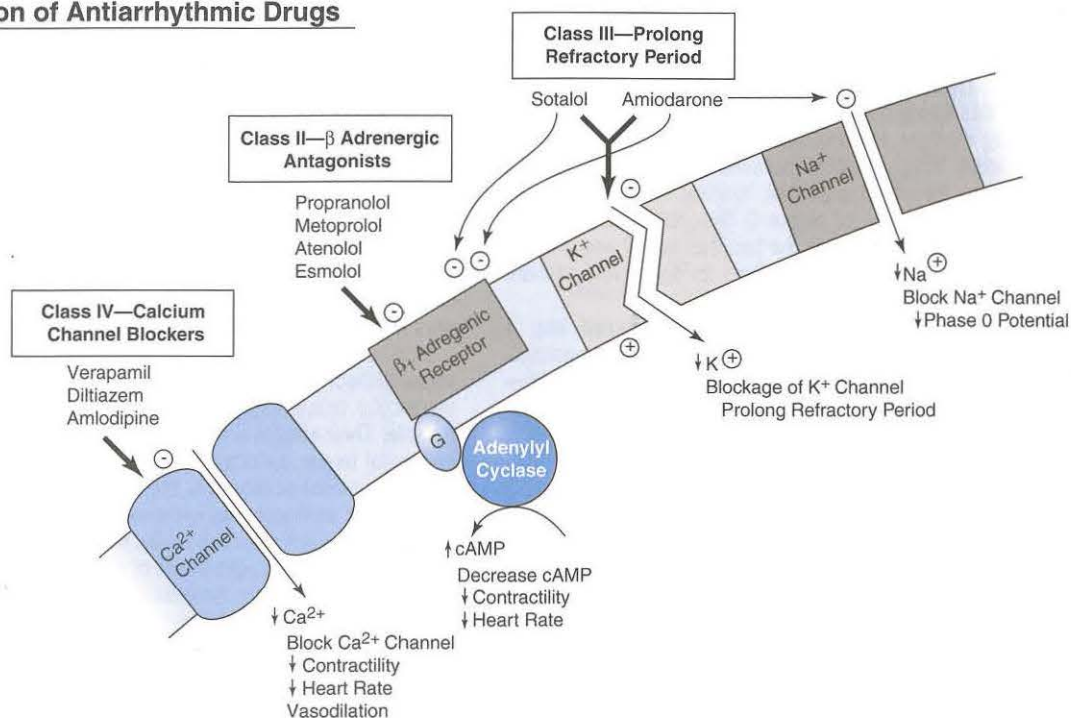 on of Antiarrhythmic Drugs
Class III—Prolong
Refractory Period
Sotalol Amiodarone
-
Class II—β Adrenergic
Antagonists
Propranolol
Metoprolol
Atenolol
Esmolol
-
- -
-
Na+
Channel
K+
Channel
β1 Adregenic
Receptor
↓Na+
Block Na+ Channel
↓Phase 0 Potential
+
↓K+
Blockage of K+ Channel
Prolong Refractory Period
Class IV—Calcium
Channel Blockers
Verapamil
Diltiazem
Amlodipine
-
G
Adenylyl
Cyclase
Ca2+
Channel
↑cAMP
Decrease cAMP
↓ Contractility
↓ Heart Rate
↓Ca2+
Block Ca2+ Channel
↓ Contractility
↓ Heart Rate
Vasodilation